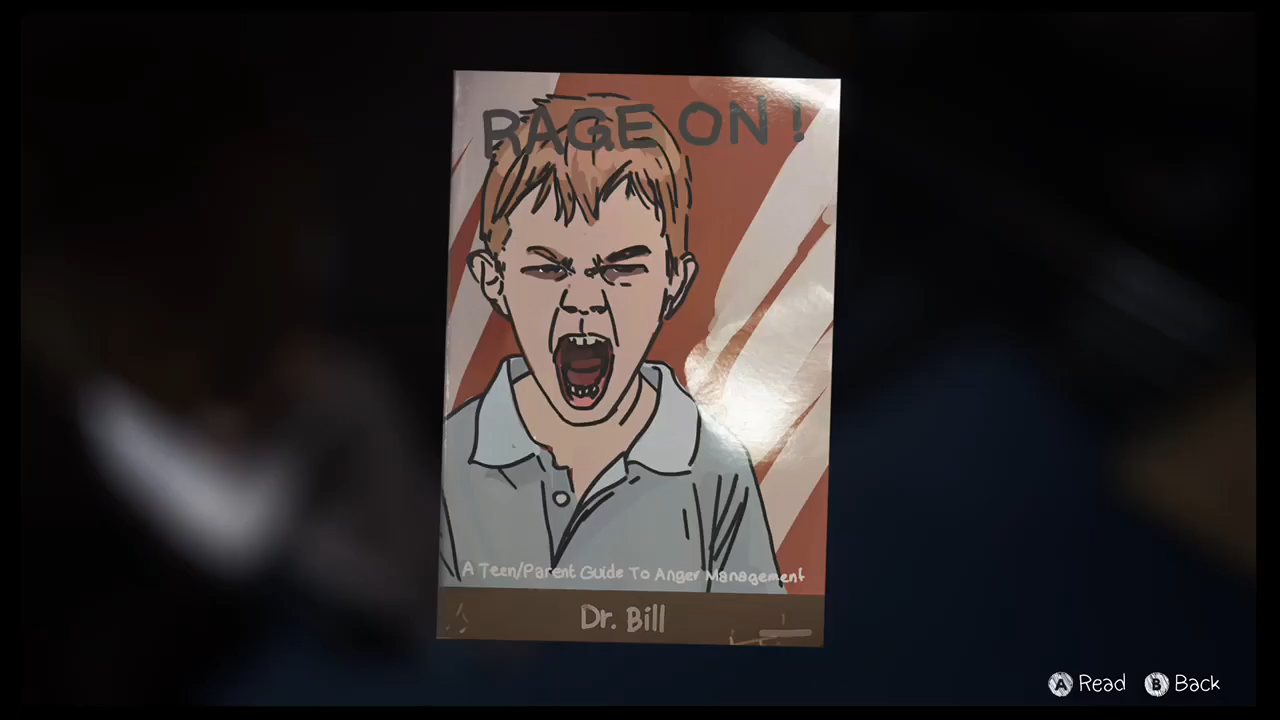 RAGE ON !
A Teen/Parent Guide To Anger Management
Dr. Bill
A Read B Back